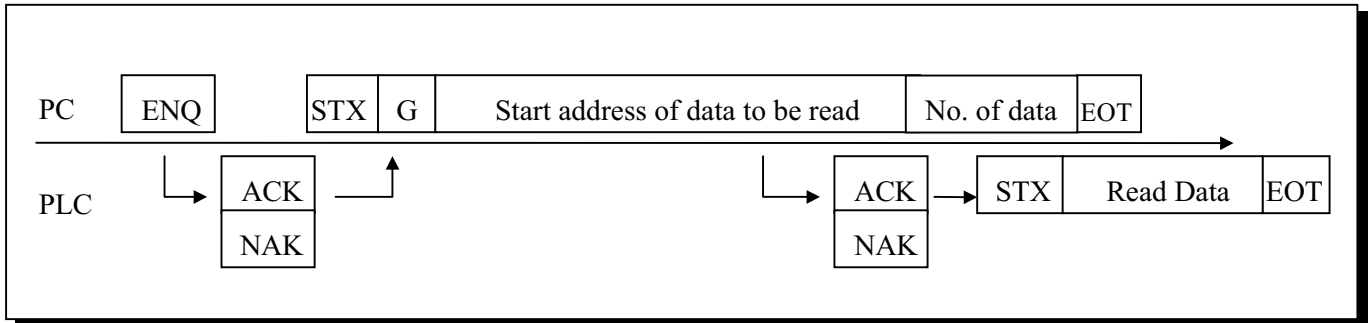 PC ENQ STX G Start address of data to be read No. of data EOT
PLC ACK ACK STX Read Data EOT
NAK NAK